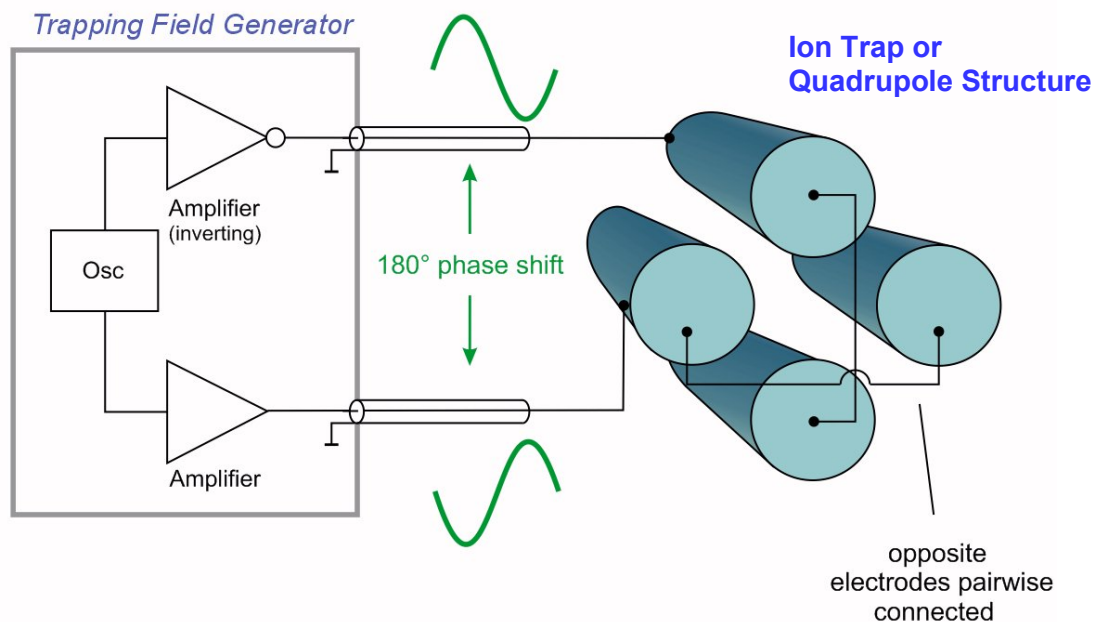 Trapping Field Generator
Ion Trap or
Quadrupole Structure
Amplifier
(inverting)
Osc
180° phase shift
Amplifier
opposite
electrodes pairwise
connected